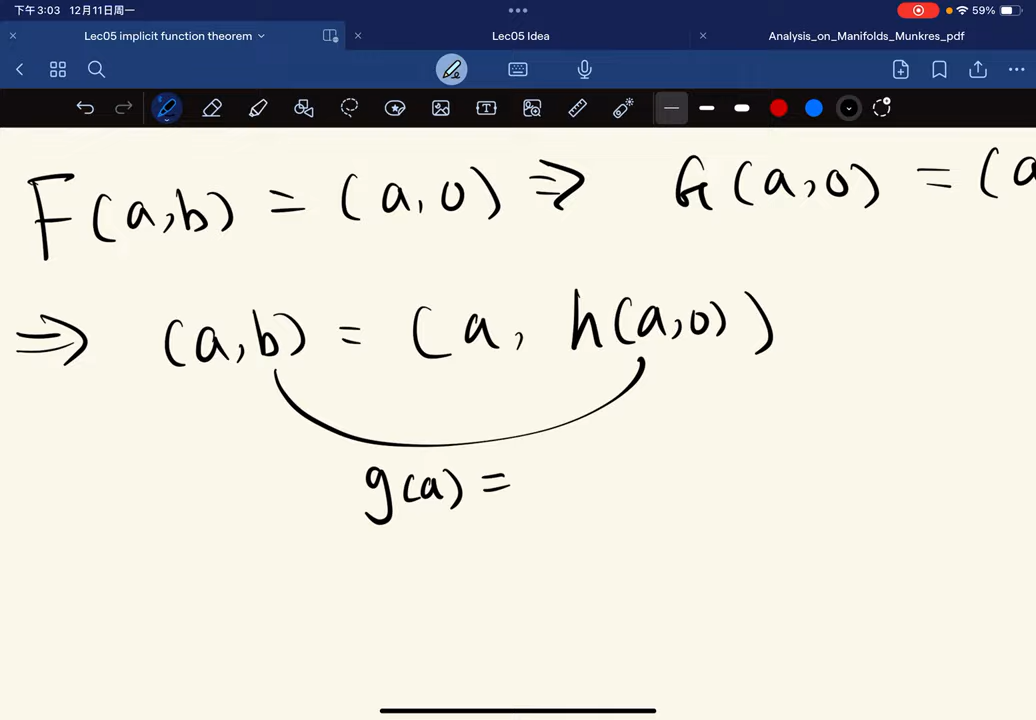 下午3:03 12月11日周一
59%
Lec05 implicit function theorem
Lec05 Idea
Analysis_on_Manifolds_Munkres_pdf
F(a,b) = (a,0) ⇒ G(a,0) = (a
⇒ (a,b) = (a, h(a,0))
g(a) =